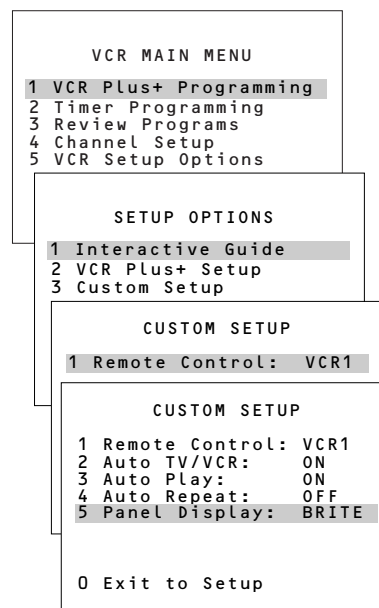 VCR MAIN MENU
1 VCR Plus+ Programming
2 Timer Programming
3 Review Programs
4 Channel Setup
5 VCR Setup Options
SETUP OPTIONS
1 Interactive Guide
2 VCR Plus+ Setup
3 Custom Setup
CUSTOM SETUP
1 Remote Control: VCR1
CUSTOM SETUP
1 Remote Control: VCR1
2 Auto TV/VCR: ON
3 Auto Play: ON
4 Auto Repeat: OFF
5 Panel Display: BRITE
0 Exit to Setup